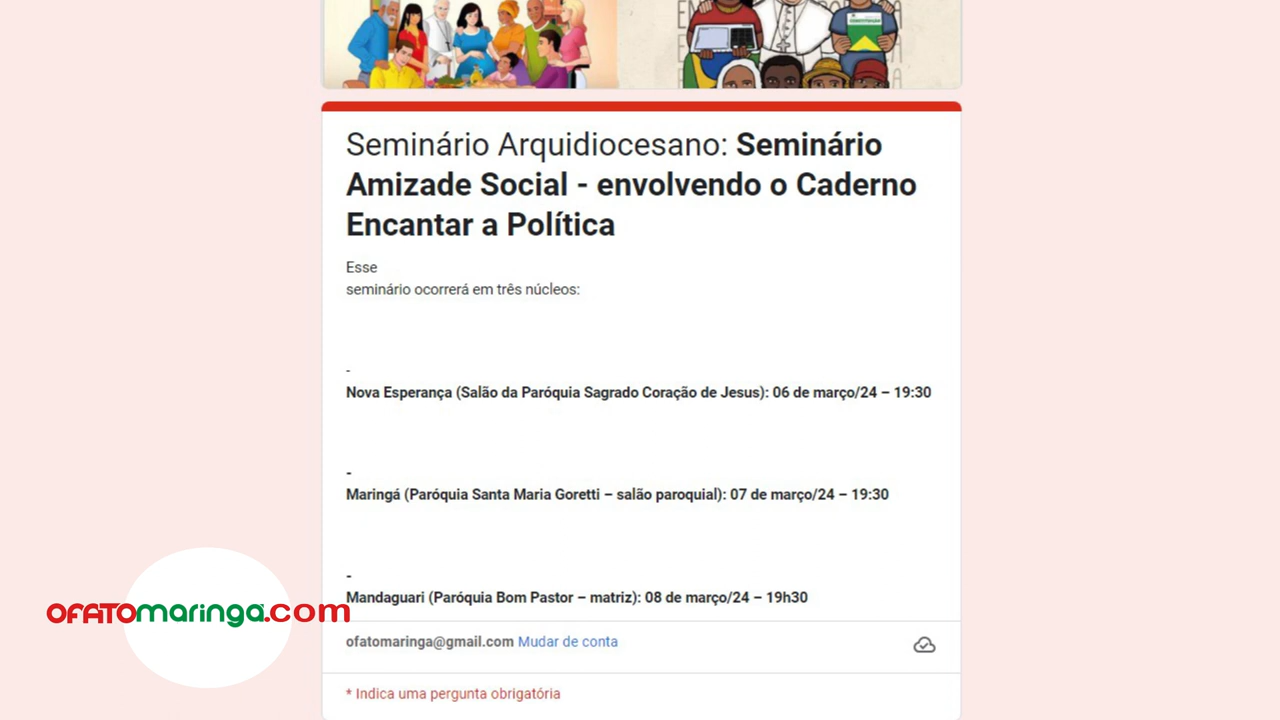 Seminário Arquidiocesano: Seminário
Amizade Social - envolvendo o Caderno
Encantar a Política
Esse
seminário ocorrerá em três núcleos:
-
Nova Esperança (Salão da Paróquia Sagrado Coração de Jesus): 06 de março/24 – 19:30
-
Maringá (Paróquia Santa Maria Goretti – salão paroquial): 07 de março/24 – 19:30
-
Mandaguari (Paróquia Bom Pastor – matriz): 08 de março/24 – 19h30
OFATOmaringa.com
ofatomaringa@gmail.com Mudar de conta
* Indica uma pergunta obrigatória